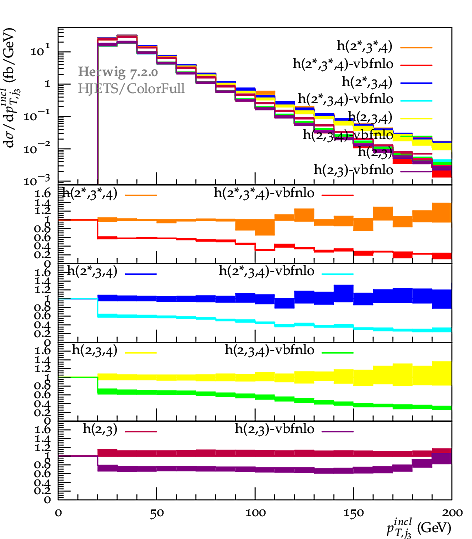 dσ/dp_{T,j_3}^{incl} (fb/GeV)
10^1
10^{-1}
10^{-2}
10^{-3}
Herwig 7.2.0
HJETS/ColorFull
h(2*,3*,4)
h(2*,3*,4)-vbfnlo
h(2*,3,4)
h(2*,3,4)-vbfnlo
h(2,3,4)
h(2,3,4)-vbfnlo
h(2,3)
h(2,3)-vbfnlo
1.6
1.4
1.2
1
0.8
0.6
0.4
0.2
0
h(2*,3*,4) h(2*,3*,4)-vbfnlo
1.6
1.4
1.2
1
0.8
0.6
0.4
0.2
0
h(2*,3,4) h(2*,3,4)-vbfnlo
1.6
1.4
1.2
1
0.8
0.6
0.4
0.2
0
h(2,3,4) h(2,3,4)-vbfnlo
1.6
1.4
1.2
1
0.8
0.6
0.4
0.2
0
h(2,3) h(2,3)-vbfnlo
0 50 100 150 200
p_{T,j_3}^{incl} (GeV)